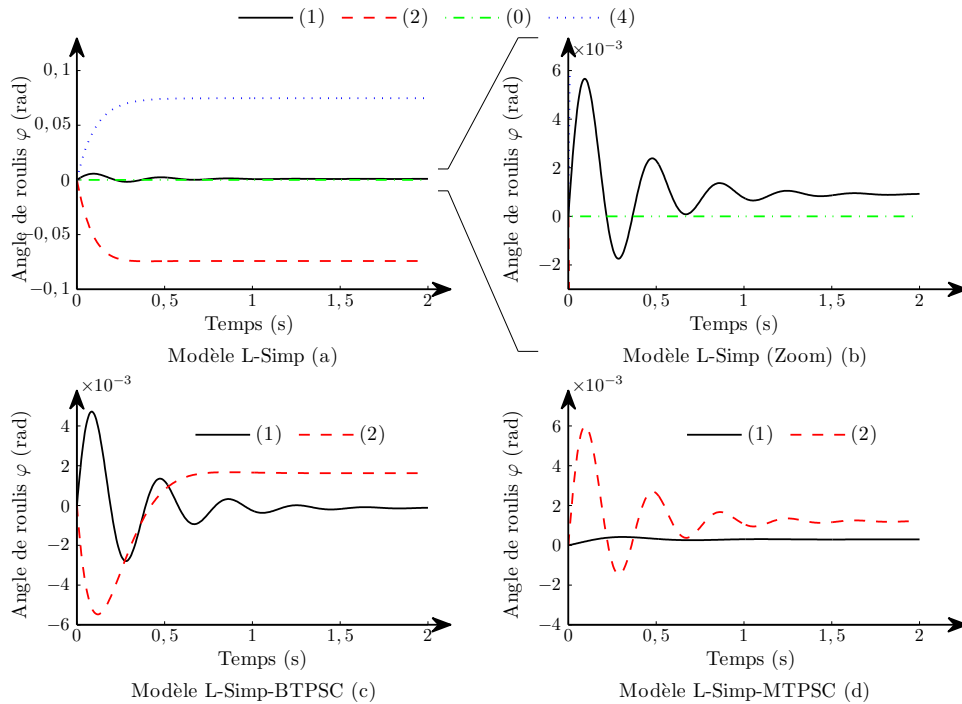 (1) (2) (0) (4)
Angle de roulis φ (rad)
0, 1
0, 05
0
−0, 05
−0, 1
0 0, 5 1 1, 5 2
Temps (s)
Modèle L-Simp (a)
×10⁻³
Angle de roulis φ (rad)
6
4
2
0
−2
0 0, 5 1 1, 5 2
Temps (s)
Modèle L-Simp (Zoom) (b)
×10⁻³
(1) (2)
Angle de roulis φ (rad)
4
2
0
−2
−4
−6
0 0, 5 1 1, 5 2
Temps (s)
Modèle L-Simp-BTPSC (c)
×10⁻³
(1) (2)
Angle de roulis φ (rad)
6
4
2
0
−2
−4
0 0, 5 1 1, 5 2
Temps (s)
Modèle L-Simp-MTPSC (d)